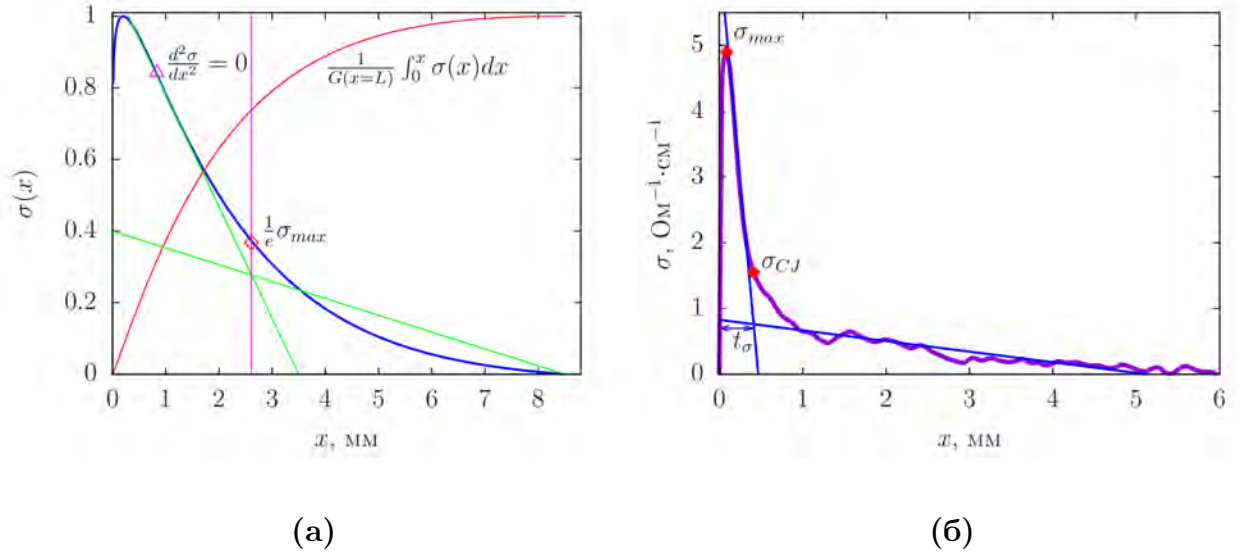 1
0.8
0.6
0.4
0.2
0
σ(x)
d²σ/dx² = 0
1/G(x=L) ∫₀ˣ σ(x)dx
1/e σmax
0 1 2 3 4 5 6 7 8
x, мм
(а)
5
4
3
2
1
0
σ, Ом⁻¹·см⁻¹
σmax
σCJ
tσ
0 1 2 3 4 5 6
x, мм
(б)